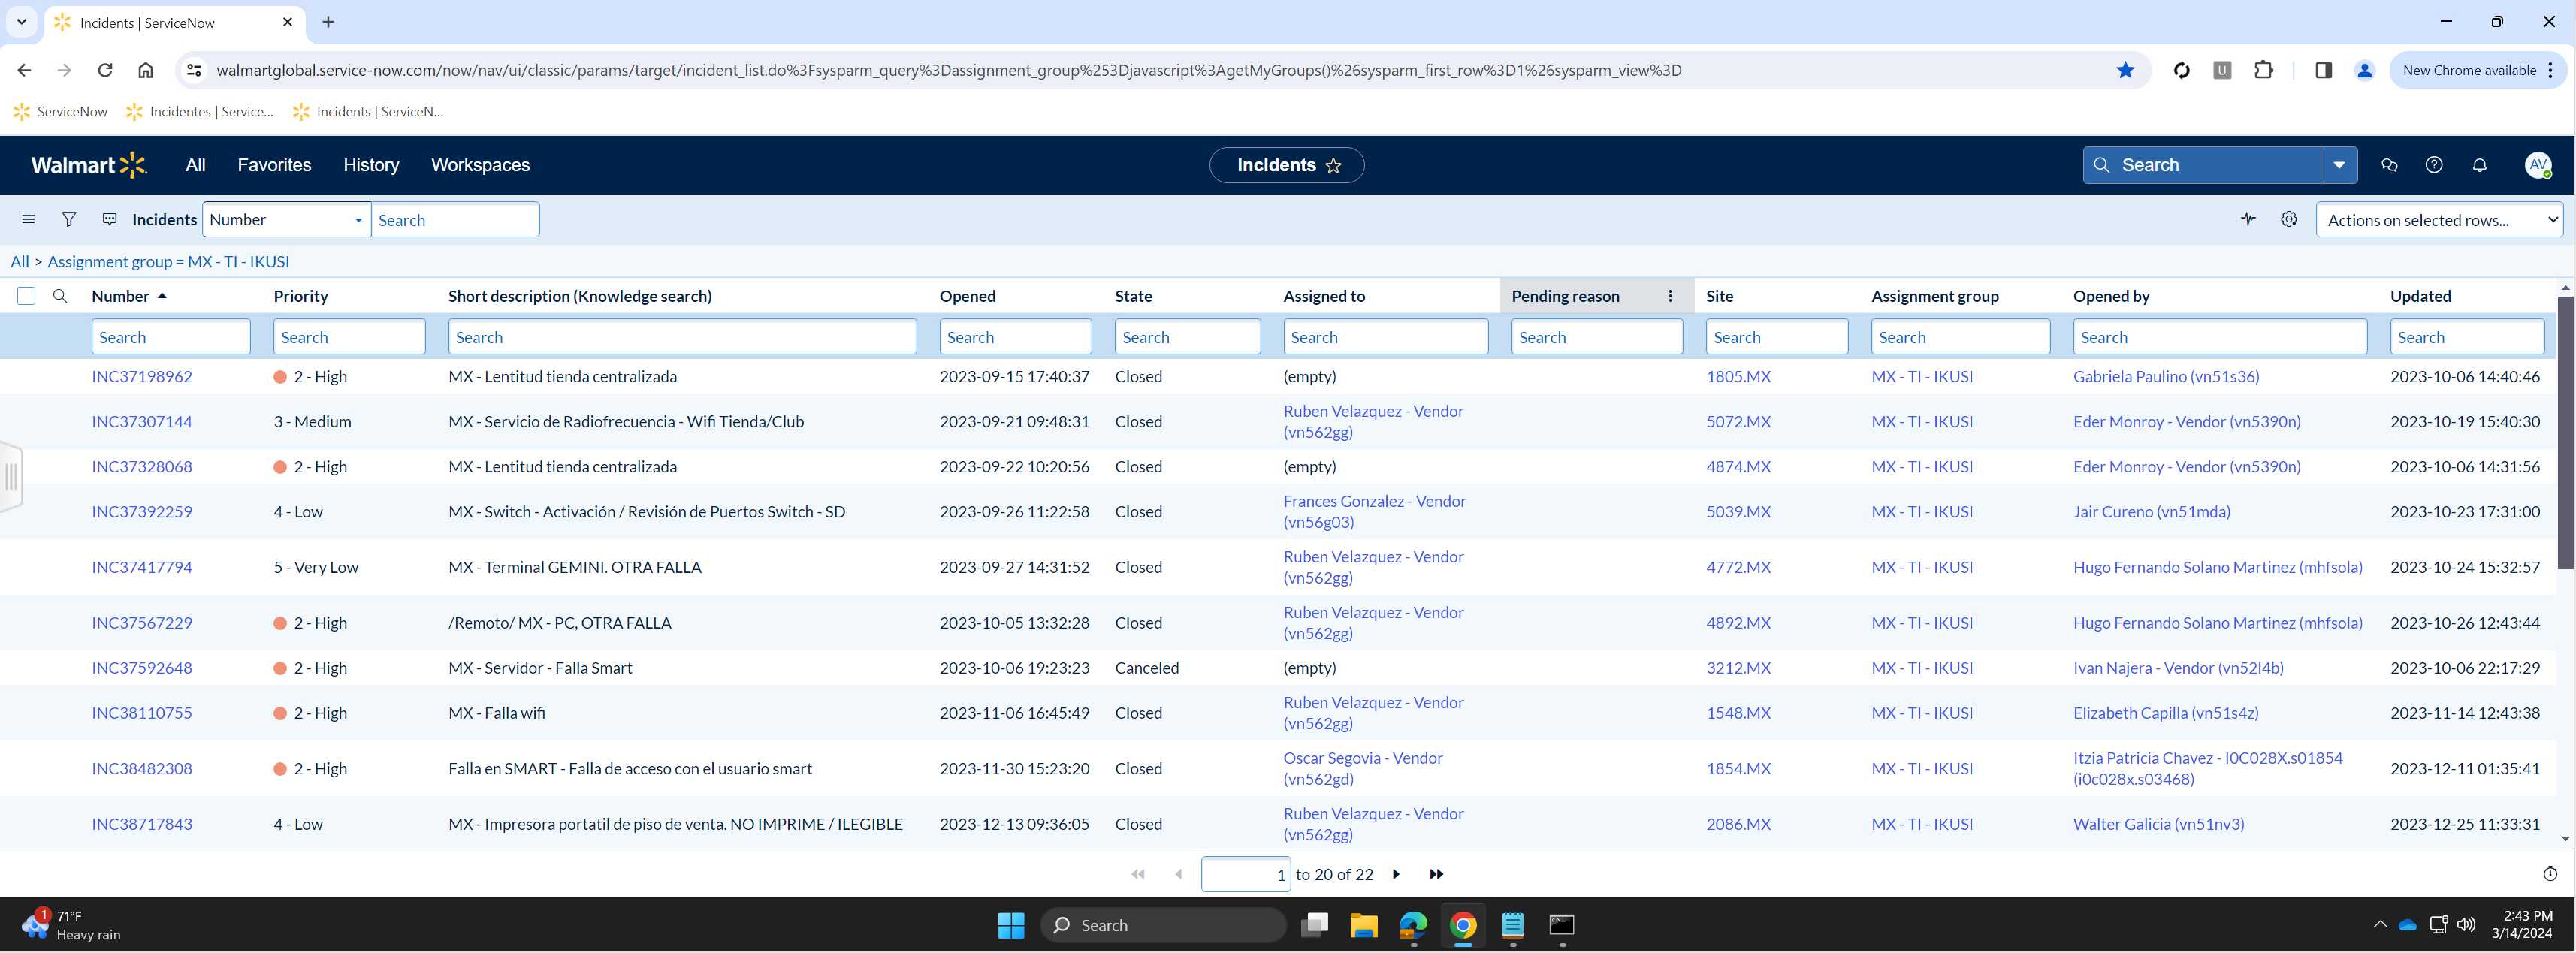 Incidents | ServiceNow
walmartglobal.service-now.com/now/nav/ui/classic/params/target/incident_list.do%3Fsysparm_query%3Dassignment_group%253Djavascript%3AgetMyGroups()%26sysparm_first_row%3D1%26sysparm_view%3D
U
New Chrome available
ServiceNow Incidentes | Service... Incidents | ServiceN...
Walmart All Favorites History Workspaces Incidents Search AV
Incidents Number Search Actions on selected rows...
All > Assignment group = MX - TI - IKUSI
Number Priority Short description (Knowledge search) Opened State Assigned to Pending reason Site Assignment group Opened by Updated
Search Search Search Search Search Search Search Search Search Search Search
INC37198962 2 - High MX - Lentitud tienda centralizada 2023-09-15 17:40:37 Closed (empty) 1805.MX MX - TI - IKUSI Gabriela Paulino (vn51s36) 2023-10-06 14:40:46
INC37307144 3 - Medium MX - Servicio de Radiofrecuencia - Wifi Tienda/Club 2023-09-21 09:48:31 Closed Ruben Velazquez - Vendor (vn562gg) 5072.MX MX - TI - IKUSI Eder Monroy - Vendor (vn5390n) 2023-10-19 15:40:30
INC37328068 2 - High MX - Lentitud tienda centralizada 2023-09-22 10:20:56 Closed (empty) 4874.MX MX - TI - IKUSI Eder Monroy - Vendor (vn5390n) 2023-10-06 14:31:56
INC37392259 4 - Low MX - Switch - Activación / Revisión de Puertos Switch - SD 2023-09-26 11:22:58 Closed Frances Gonzalez - Vendor (vn56g03) 5039.MX MX - TI - IKUSI Jair Cureno (vn51mda) 2023-10-23 17:31:00
INC37417794 5 - Very Low MX - Terminal GEMINI. OTRA FALLA 2023-09-27 14:31:52 Closed Ruben Velazquez - Vendor (vn562gg) 4772.MX MX - TI - IKUSI Hugo Fernando Solano Martinez (mhfsola) 2023-10-24 15:32:57
INC37567229 2 - High /Remoto/ MX - PC, OTRA FALLA 2023-10-05 13:32:28 Closed Ruben Velazquez - Vendor (vn562gg) 4892.MX MX - TI - IKUSI Hugo Fernando Solano Martinez (mhfsola) 2023-10-26 12:43:44
INC37592648 2 - High MX - Servidor - Falla Smart 2023-10-06 19:23:23 Canceled (empty) 3212.MX MX - TI - IKUSI Ivan Najera - Vendor (vn52l4b) 2023-10-06 22:17:29
INC38110755 2 - High MX - Falla wifi 2023-11-06 16:45:49 Closed Ruben Velazquez - Vendor (vn562gg) 1548.MX MX - TI - IKUSI Elizabeth Capilla (vn51s4z) 2023-11-14 12:43:38
INC38482308 2 - High Falla en SMART - Falla de acceso con el usuario smart 2023-11-30 15:23:20 Closed Oscar Segovia - Vendor (vn562gd) 1854.MX MX - TI - IKUSI Itzia Patricia Chavez - I0C028X.s01854 (i0c028x.s03468) 2023-12-11 01:35:41
INC38717843 4 - Low MX - Impresora portatil de piso de venta. NO IMPRIME / ILEGIBLE 2023-12-13 09:36:05 Closed Ruben Velazquez - Vendor (vn562gg) 2086.MX MX - TI - IKUSI Walter Galicia (vn51nv3) 2023-12-25 11:33:31
1 to 20 of 22
1 71°F
Heavy rain
Search
2:43 PM
3/14/2024